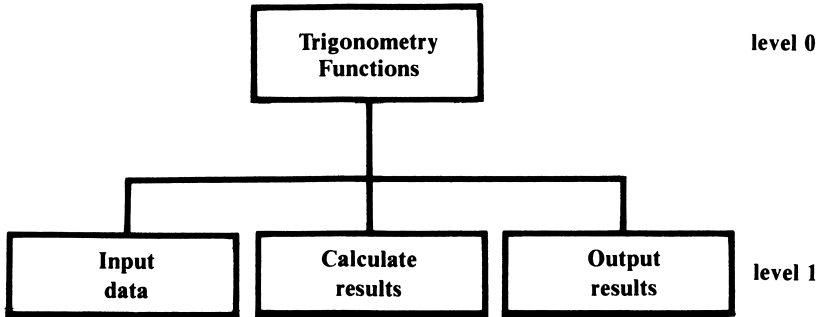 Trigonometry
Functions
level 0
Input
data
Calculate
results
Output
results
level 1